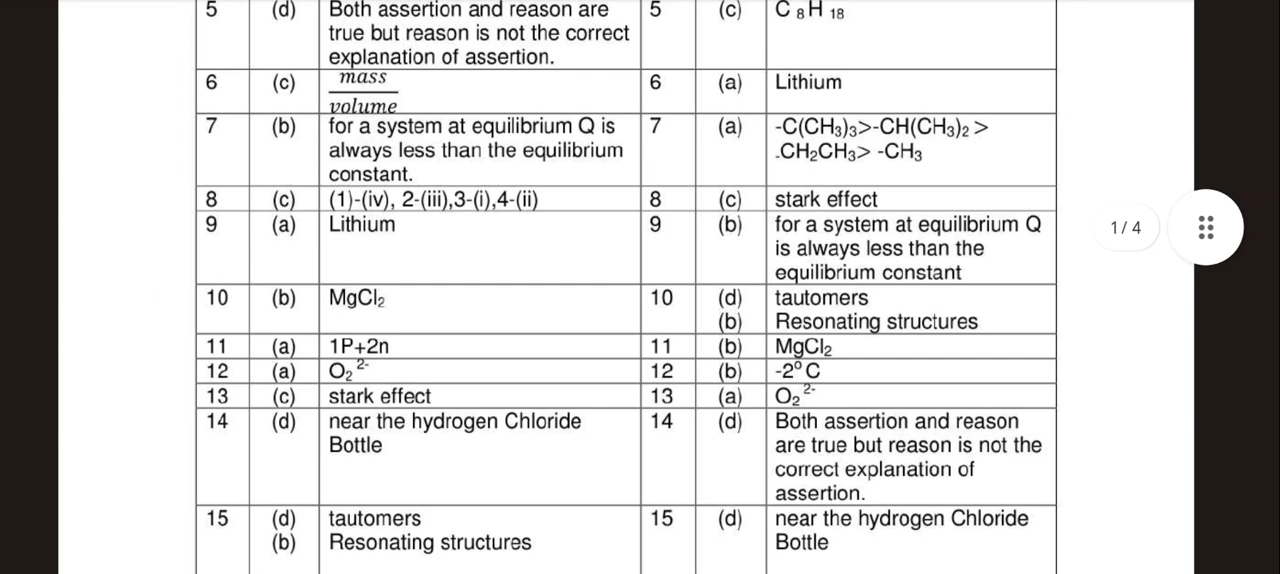 5 (d) Both assertion and reason are 5 (c) C 8 H 18
true but reason is not the correct
explanation of assertion.
6 (c) mass 6 (a) Lithium
volume
7 (b) for a system at equilibrium Q is 7 (a) -C(CH₃)₃>-CH(CH₃)₂ >
always less than the equilibrium .CH₂CH₃> -CH₃
constant.
8 (c) (1)-(iv), 2-(iii),3-(i),4-(ii) 8 (c) stark effect
9 (a) Lithium 9 (b) for a system at equilibrium Q
is always less than the
equilibrium constant
10 (b) MgCl₂ 10 (d) tautomers
(b) Resonating structures
11 (a) 1P+2n 11 (b) MgCl₂
12 (a) O₂ ²⁻ 12 (b) -2⁰ C
13 (c) stark effect 13 (a) O₂ ²⁻
14 (d) near the hydrogen Chloride 14 (d) Both assertion and reason
Bottle are true but reason is not the
correct explanation of
assertion.
15 (d) tautomers 15 (d) near the hydrogen Chloride
(b) Resonating structures Bottle
1 / 4